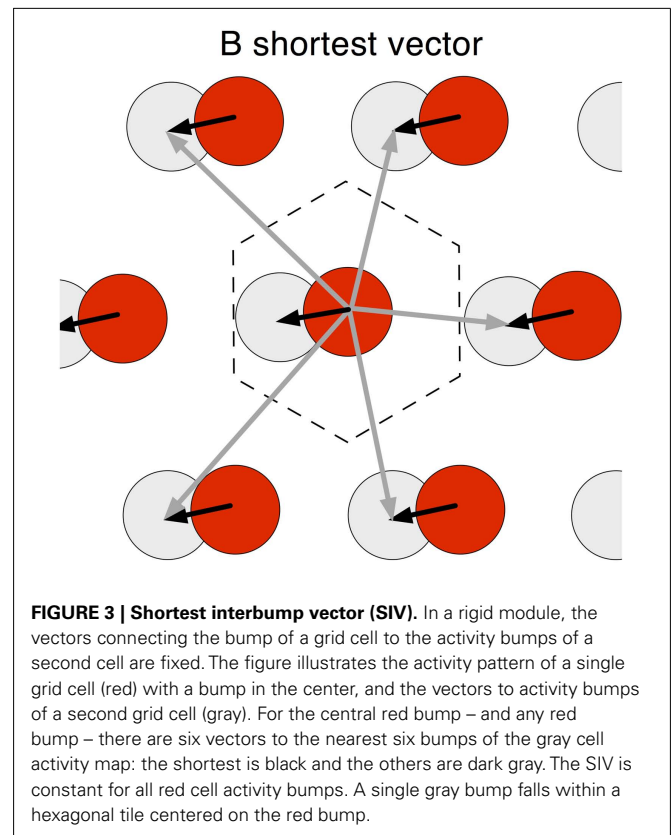 B shortest vector
FIGURE 3 | Shortest interbump vector (SIV). In a rigid module, the
vectors connecting the bump of a grid cell to the activity bumps of a
second cell are fixed. The figure illustrates the activity pattern of a single
grid cell (red) with a bump in the center, and the vectors to activity bumps
of a second grid cell (gray). For the central red bump – and any red
bump – there are six vectors to the nearest six bumps of the gray cell
activity map: the shortest is black and the others are dark gray. The SIV is
constant for all red cell activity bumps. A single gray bump falls within a
hexagonal tile centered on the red bump.